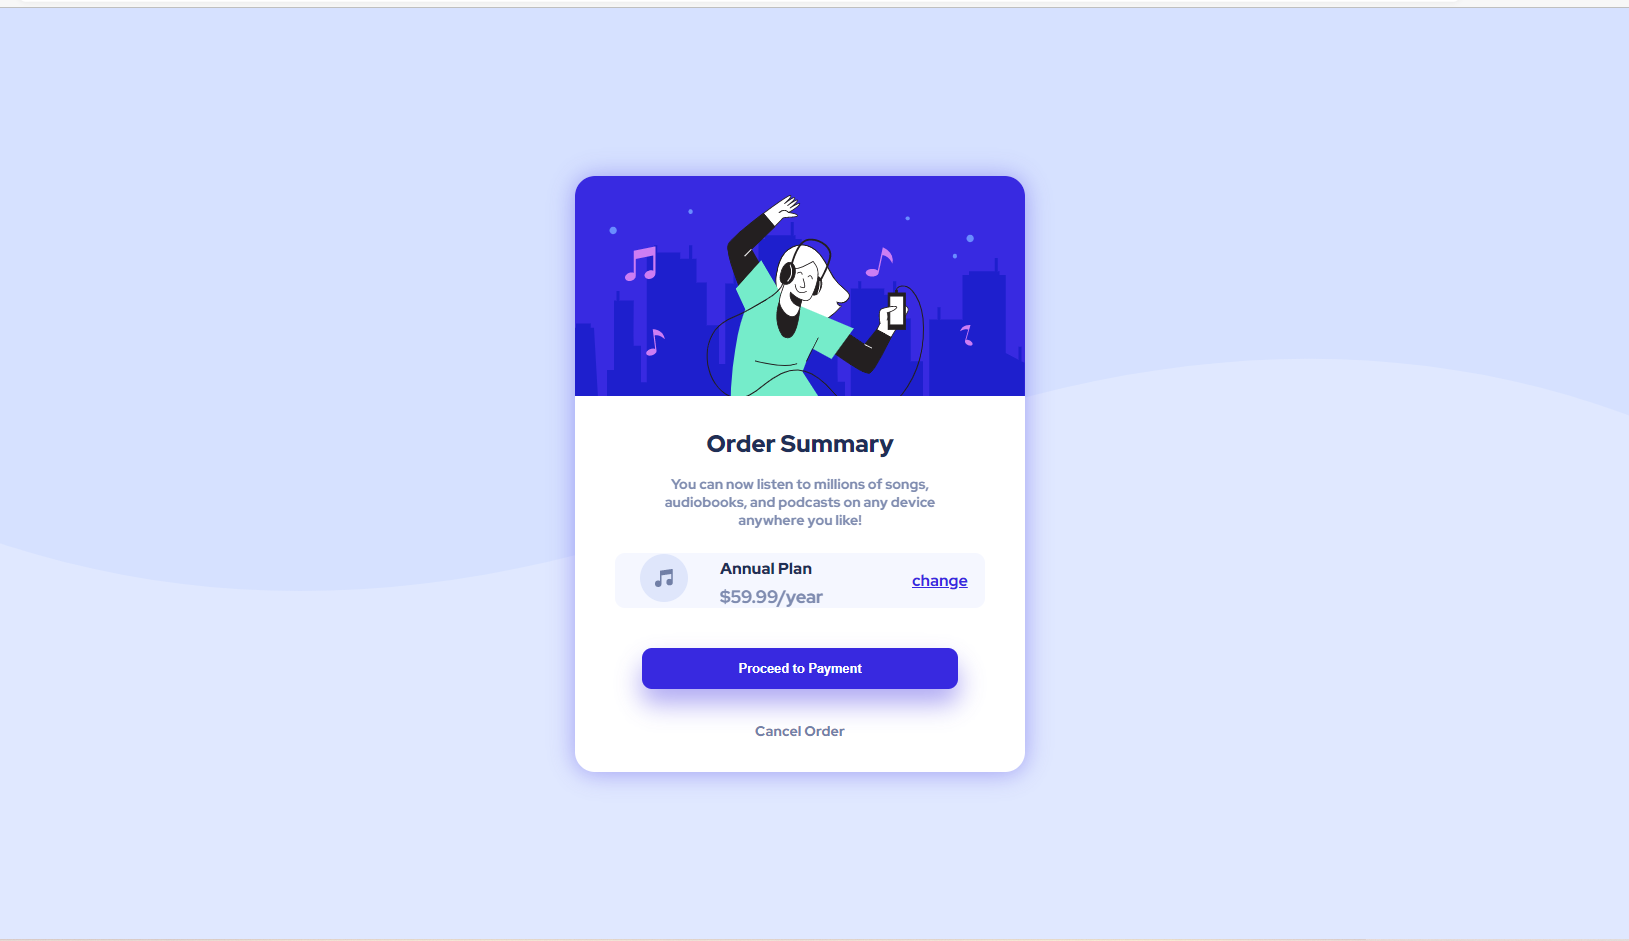 Order Summary
You can now listen to millions of songs,
audiobooks, and podcasts on any device
anywhere you like!
Annual Plan
$59.99/year
change
Proceed to Payment
Cancel Order